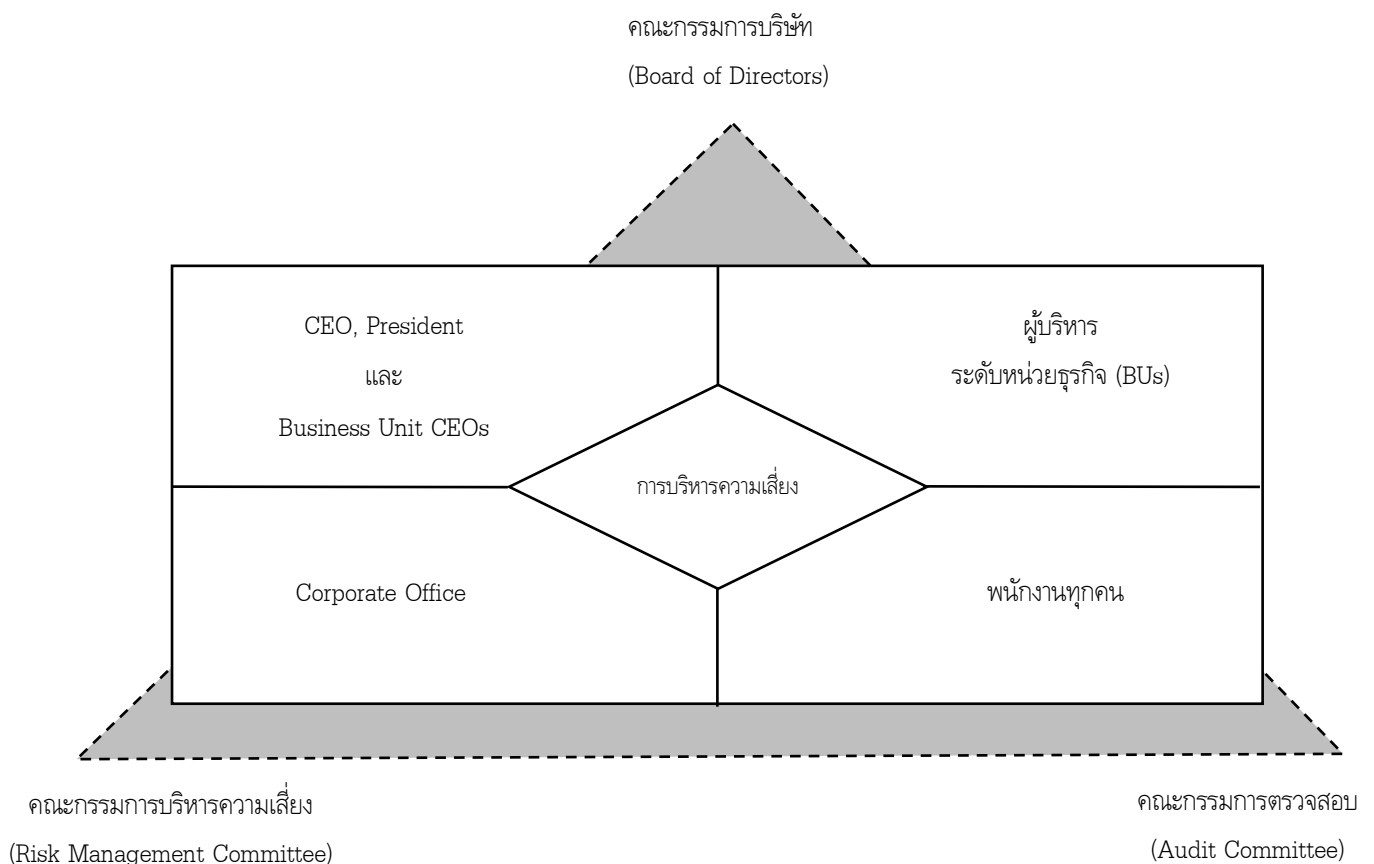 คณะกรรมการบริษัท
(Board of Directors)
CEO, President
และ
Business Unit CEOs
ผู้บริหาร
ระดับหน่วยธุรกิจ (BUs)
การบริหารความเสี่ยง
Corporate Office
พนักงานทุกคน
คณะกรรมการบริหารความเสี่ยง
(Risk Management Committee)
คณะกรรมการตรวจสอบ
(Audit Committee)